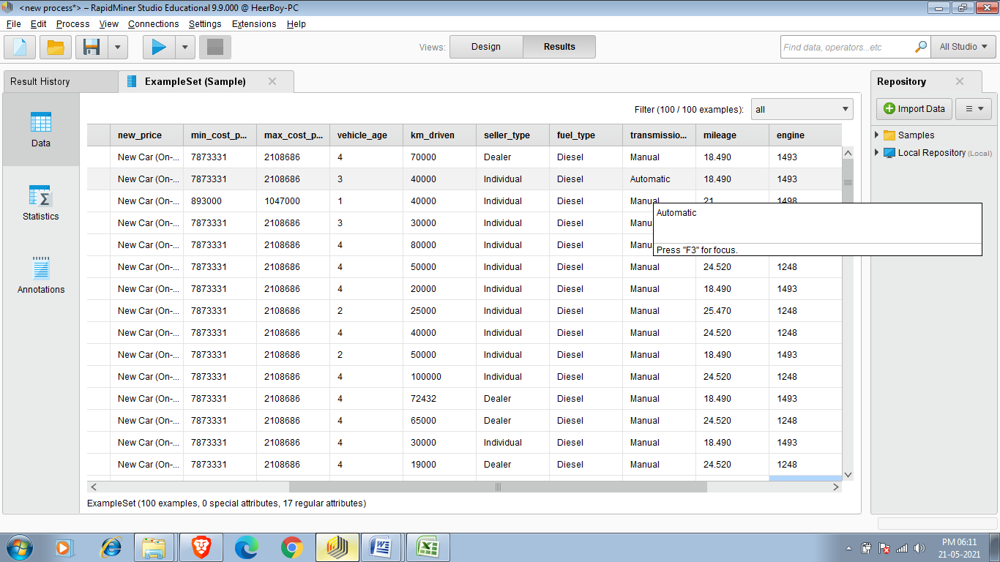 <new process*> – RapidMiner Studio Educational 9.9.000 @ HeerBoy-PC
File Edit Process View Connections Settings Extensions Help
Views: Design Results Find data, operators...etc All Studio
Result History ExampleSet (Sample) Repository
Filter (100 / 100 examples): all Import Data
Data
Statistics
Annotations
new_price min_cost_p... max_cost_p... vehicle_age km_driven seller_type fuel_type transmissio... mileage engine
New Car (On-... 7873331 2108686 4 70000 Dealer Diesel Manual 18.490 1493
New Car (On-... 7873331 2108686 3 40000 Individual Diesel Automatic 18.490 1493
New Car (On-... 893000 1047000 1 40000 Individual Diesel Manual 21 1498
New Car (On-... 7873331 2108686 3 30000 Individual Diesel Manu
New Car (On-... 7873331 2108686 4 80000 Individual Diesel Manu
New Car (On-... 7873331 2108686 4 50000 Individual Diesel Manual 24.520 1248
New Car (On-... 7873331 2108686 4 20000 Individual Diesel Manual 18.490 1493
New Car (On-... 7873331 2108686 2 25000 Individual Diesel Manual 25.470 1248
New Car (On-... 7873331 2108686 4 40000 Individual Diesel Manual 24.520 1248
New Car (On-... 7873331 2108686 2 50000 Individual Diesel Manual 18.490 1493
New Car (On-... 7873331 2108686 4 100000 Individual Diesel Manual 24.520 1248
New Car (On-... 7873331 2108686 4 72432 Dealer Diesel Manual 18.490 1493
New Car (On-... 7873331 2108686 4 65000 Dealer Diesel Manual 24.520 1248
New Car (On-... 7873331 2108686 4 30000 Individual Diesel Manual 18.490 1493
New Car (On-... 7873331 2108686 4 19000 Dealer Diesel Manual 24.520 1248
Automatic
Press "F3" for focus.
Samples
Local Repository (Local)
ExampleSet (100 examples, 0 special attributes, 17 regular attributes)
PM 06:11
21-05-2021